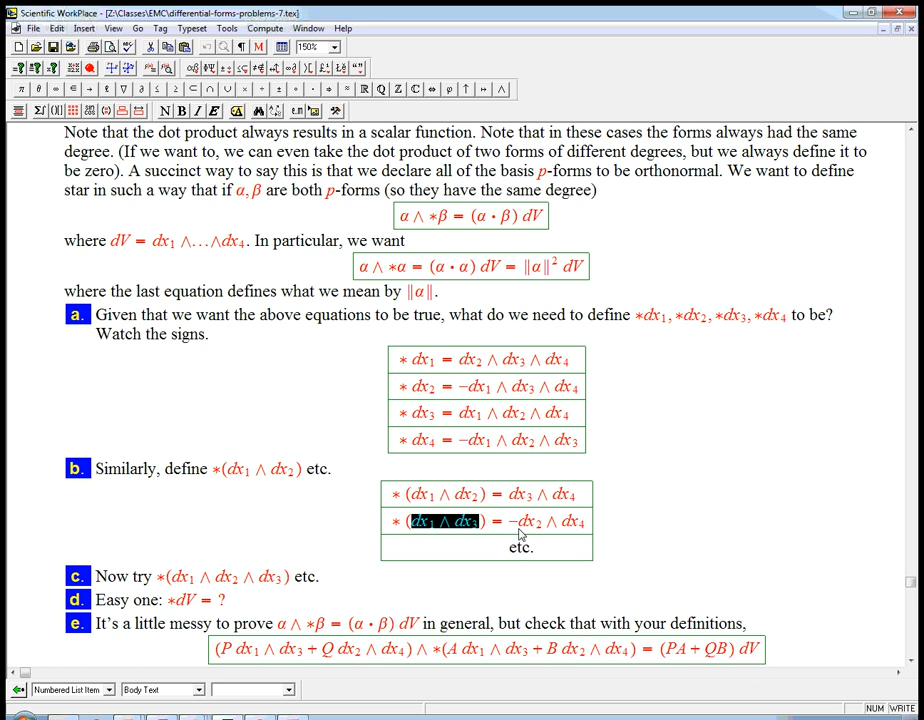 Scientific WorkPlace - [Z:\Classes\EMC\differential-forms-problems-7.tex]
File Edit Insert View Go Tag Typeset Tools Compute Window Help
150%
N B I E
Note that the dot product always results in a scalar function. Note that in these cases the forms always had the same
degree. (If we want to, we can even take the dot product of two forms of different degrees, but we always define it to
be zero). A succinct way to say this is that we declare all of the basis p-forms to be orthonormal. We want to define
star in such a way that if α, β are both p-forms (so they have the same degree)
α ∧ *β = (α · β) dV
where dV = dx₁ ∧…∧dx₄. In particular, we want
α ∧ *α = (α · α) dV = ‖α‖² dV
where the last equation defines what we mean by ‖α‖.
a. Given that we want the above equations to be true, what do we need to define *dx₁, *dx₂, *dx₃, *dx₄ to be?
Watch the signs.
* dx₁ = dx₂ ∧ dx₃ ∧ dx₄
* dx₂ = −dx₁ ∧ dx₃ ∧ dx₄
* dx₃ = dx₁ ∧ dx₂ ∧ dx₄
* dx₄ = −dx₁ ∧ dx₂ ∧ dx₃
b. Similarly, define *(dx₁ ∧ dx₂) etc.
* (dx₁ ∧ dx₂) = dx₃ ∧ dx₄
* (dx₁ ∧ dx₃) = −dx₂ ∧ dx₄
etc.
c. Now try *(dx₁ ∧ dx₂ ∧ dx₃) etc.
d. Easy one: *dV = ?
e. It's a little messy to prove α ∧ *β = (α · β) dV in general, but check that with your definitions,
(P dx₁ ∧ dx₃ + Q dx₂ ∧ dx₄) ∧ *(A dx₁ ∧ dx₃ + B dx₂ ∧ dx₄) = (PA + QB) dV
Numbered List Item Body Text
NUM WRITE